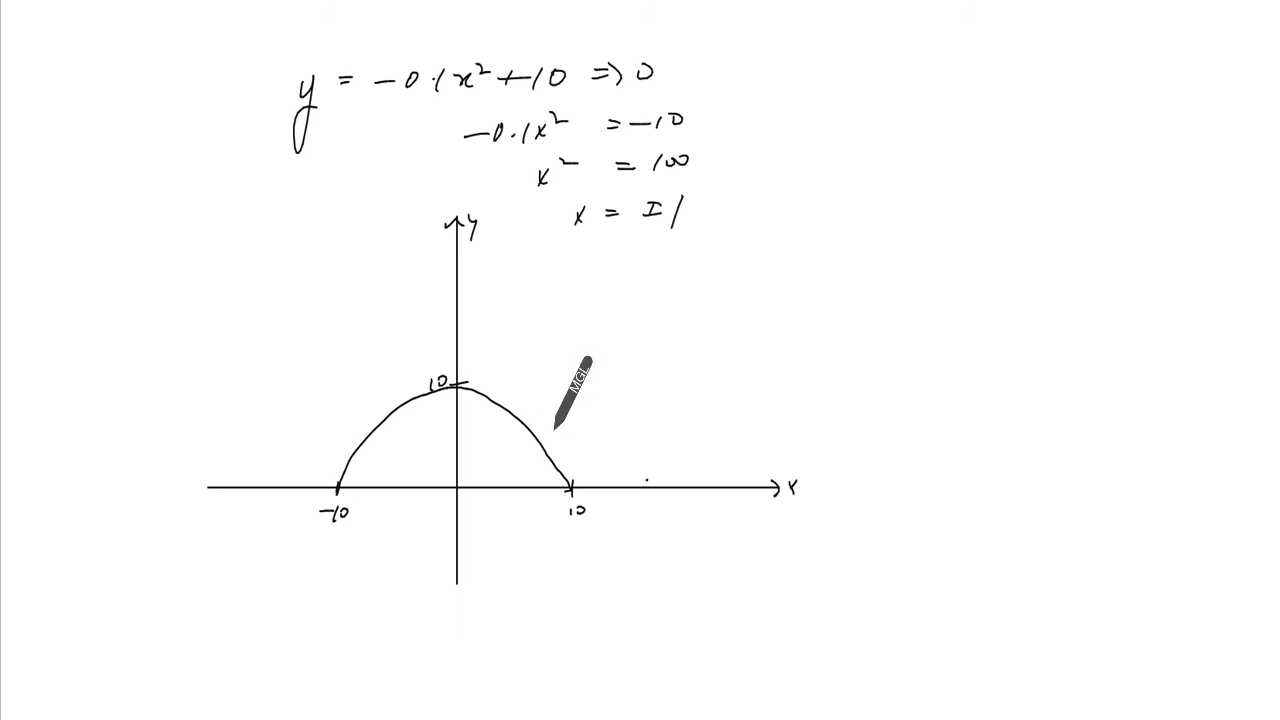 y = -0.1x² + 10 => 0
-0.1x² = -10
x² = 100
x = ± /
y
10
MGL
x
-10
10